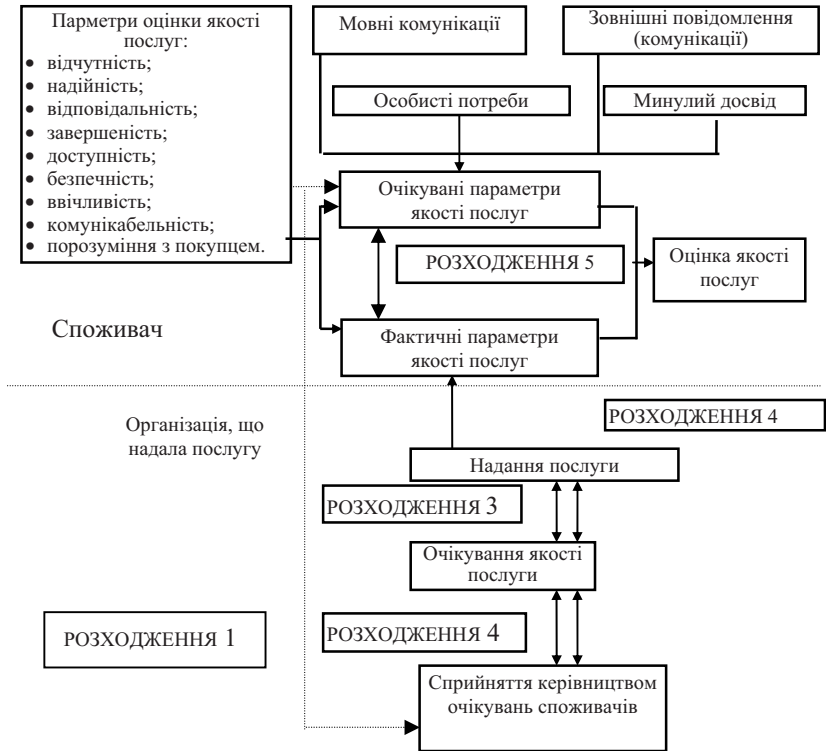 Парметри оцінки якості
послуг:
• відчутність;
• надійність;
• відповідальність;
• завершеність;
• доступність;
• безпечність;
• ввічливість;
• комунікабельність;
• порозуміння з покупцем.
Мовні комунікації
Зовнішні повідомлення
(комунікації)
Особисті потреби
Минулий досвід
Очікувані параметри
якості послуг
РОЗХОДЖЕННЯ 5
Оцінка якості
послуг
Споживач
Фактичні параметри
якості послуг
Організація, що
надала послугу
РОЗХОДЖЕННЯ 4
Надання послуги
РОЗХОДЖЕННЯ 3
Очікування якості
послуги
РОЗХОДЖЕННЯ 1
РОЗХОДЖЕННЯ 4
Сприйняття керівництвом
очікувань споживачів